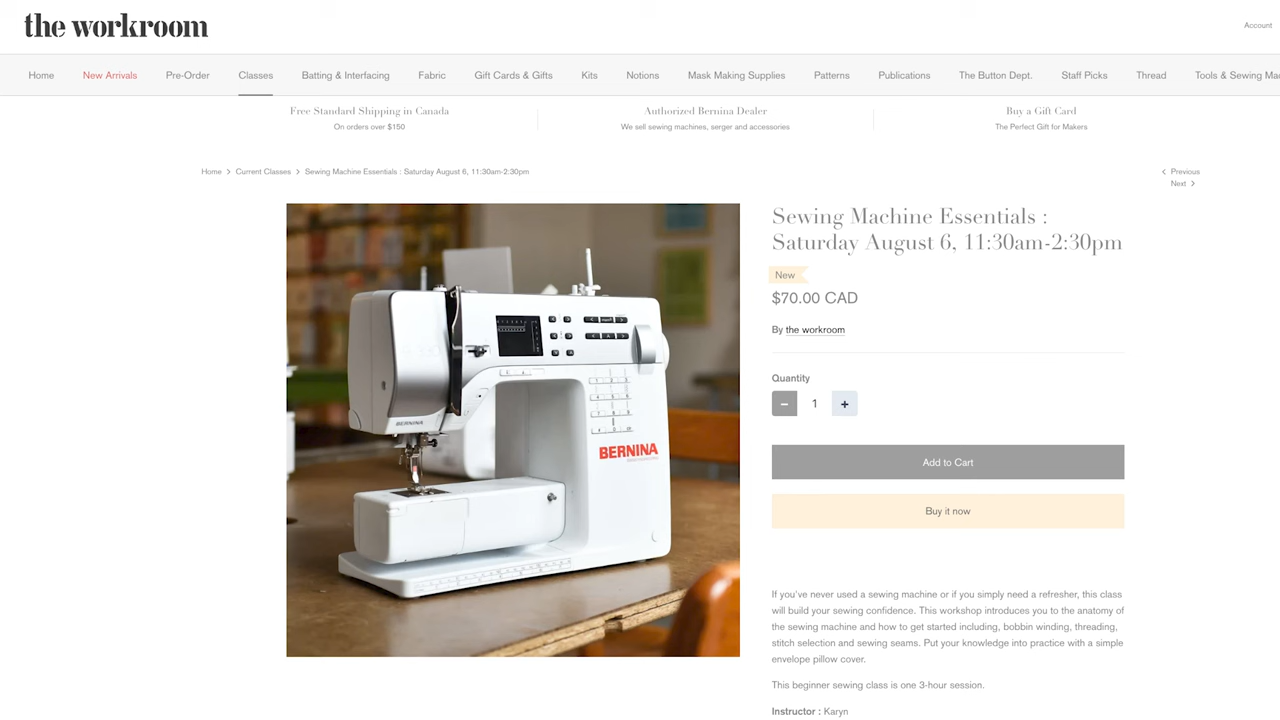 the workroom
Account
Home New Arrivals Pre-Order Classes Batting & Interfacing Fabric Gift Cards & Gifts Kits Notions Mask Making Supplies Patterns Publications The Button Dept. Staff Picks Thread Tools & Sewing Ma
Free Standard Shipping in Canada
On orders over $150
Authorized Bernina Dealer
We sell sewing machines, serger and accessories
Buy a Gift Card
The Perfect Gift for Makers
Home > Current Classes > Sewing Machine Essentials : Saturday August 6, 11:30am-2:30pm
< Previous
Next >
BERNINA
BERNINA
Sewing Machine Essentials :
Saturday August 6, 11:30am-2:30pm
New
$70.00 CAD
By the workroom
Quantity
− 1 +
Add to Cart
Buy it now
If you've never used a sewing machine or if you simply need a refresher, this class
will build your sewing confidence. This workshop introduces you to the anatomy of
the sewing machine and how to get started including, bobbin winding, threading,
stitch selection and sewing seams. Put your knowledge into practice with a simple
envelope pillow cover.
This beginner sewing class is one 3-hour session.
Instructor : Karyn